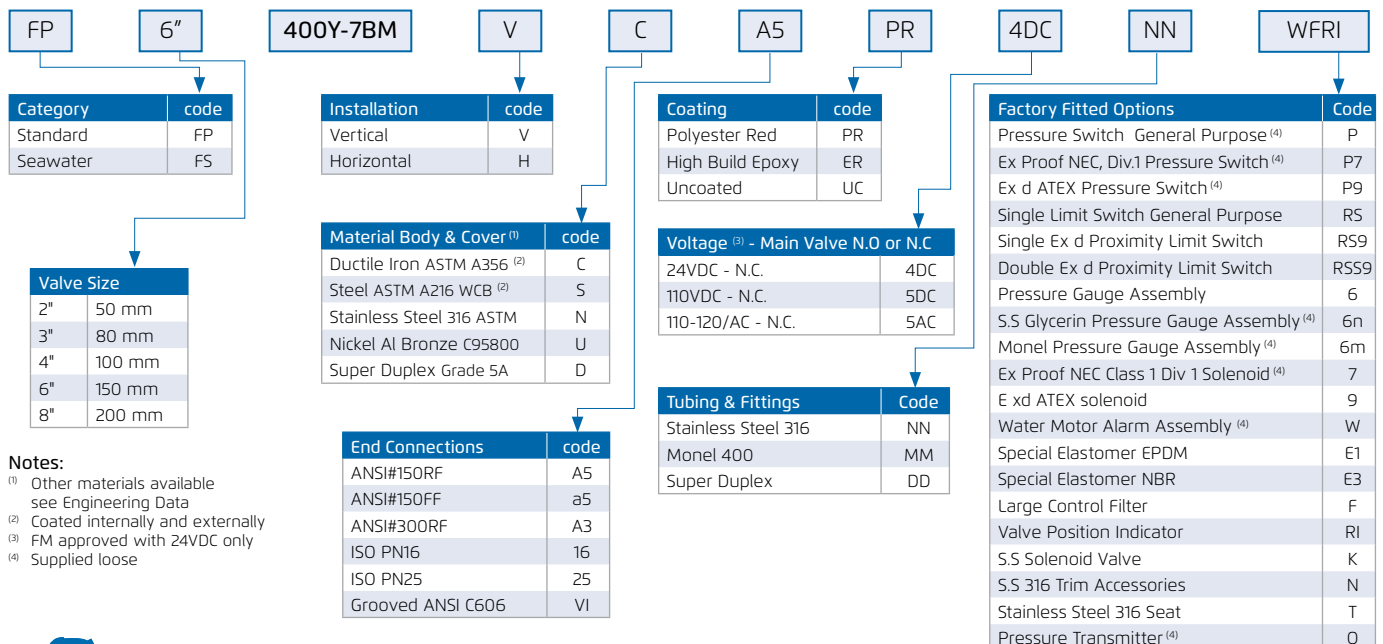 FP 6" 400Y-7BM V C A5 PR 4DC NN WFRI
Category code
Standard FP
Seawater FS
Valve Size
2" 50 mm
3" 80 mm
4" 100 mm
6" 150 mm
8" 200 mm
Notes:
(1) Other materials available
see Engineering Data
(2) Coated internally and externally
(3) FM approved with 24VDC only
(4) Supplied loose
Installation code
Vertical V
Horizontal H
Material Body & Cover (1) code
Ductile Iron ASTM A356 (2) C
Steel ASTM A216 WCB (2) S
Stainless Steel 316 ASTM N
Nickel Al Bronze C95800 U
Super Duplex Grade 5A D
End Connections code
ANSI#150RF A5
ANSI#150FF a5
ANSI#300RF A3
ISO PN16 16
ISO PN25 25
Grooved ANSI C606 VI
Coating code
Polyester Red PR
High Build Epoxy ER
Uncoated UC
Voltage (3) - Main Valve N.O or N.C
24VDC - N.C. 4DC
110VDC - N.C. 5DC
110-120/AC - N.C. 5AC
Tubing & Fittings Code
Stainless Steel 316 NN
Monel 400 MM
Super Duplex DD
Factory Fitted Options Code
Pressure Switch General Purpose (4) P
Ex Proof NEC, Div.1 Pressure Switch (4) P7
Ex d ATEX Pressure Switch (4) P9
Single Limit Switch General Purpose RS
Single Ex d Proximity Limit Switch RS9
Double Ex d Proximity Limit Switch RSS9
Pressure Gauge Assembly 6
S.S Glycerin Pressure Gauge Assembly (4) 6n
Monel Pressure Gauge Assembly (4) 6m
Ex Proof NEC Class 1 Div 1 Solenoid (4) 7
E xd ATEX solenoid 9
Water Motor Alarm Assembly (4) W
Special Elastomer EPDM E1
Special Elastomer NBR E3
Large Control Filter F
Valve Position Indicator RI
S.S Solenoid Valve K
S.S 316 Trim Accessories N
Stainless Steel 316 Seat T
Pressure Transmitter (4) Q